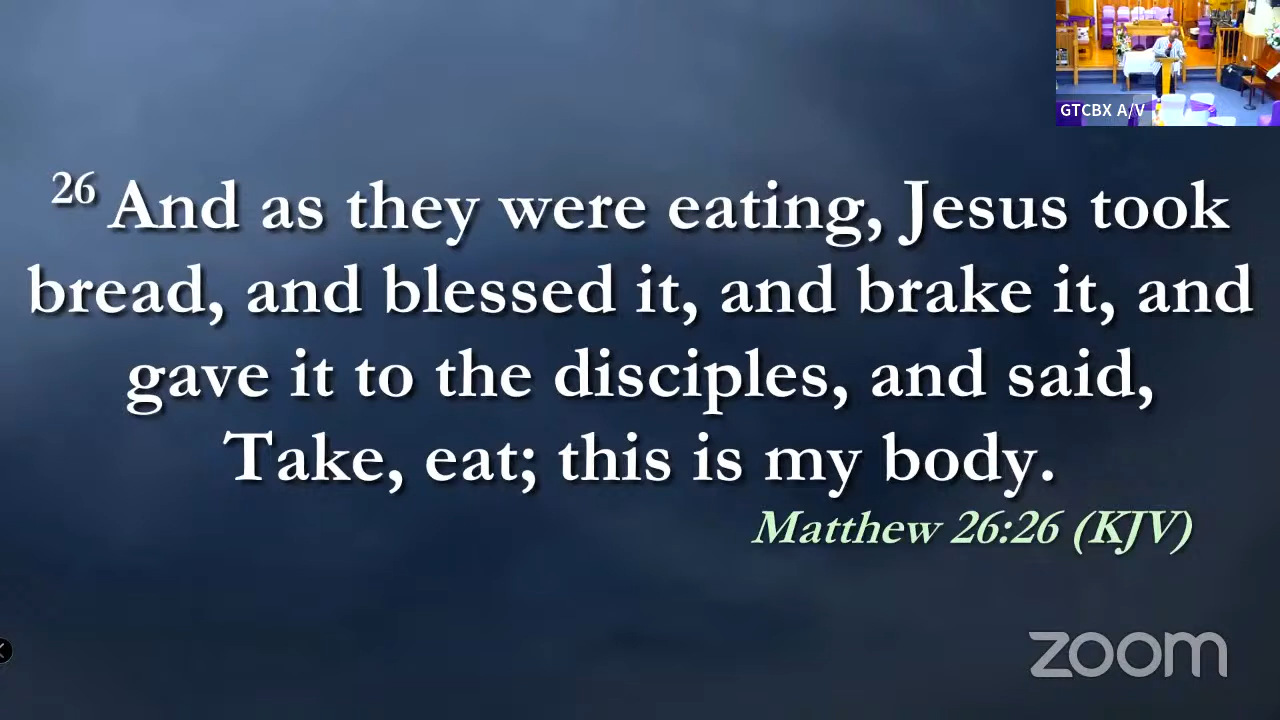 GTCBX A/V
26 And as they were eating, Jesus took
bread, and blessed it, and brake it, and
gave it to the disciples, and said,
Take, eat; this is my body.
Matthew 26:26 (KJV)
zoom